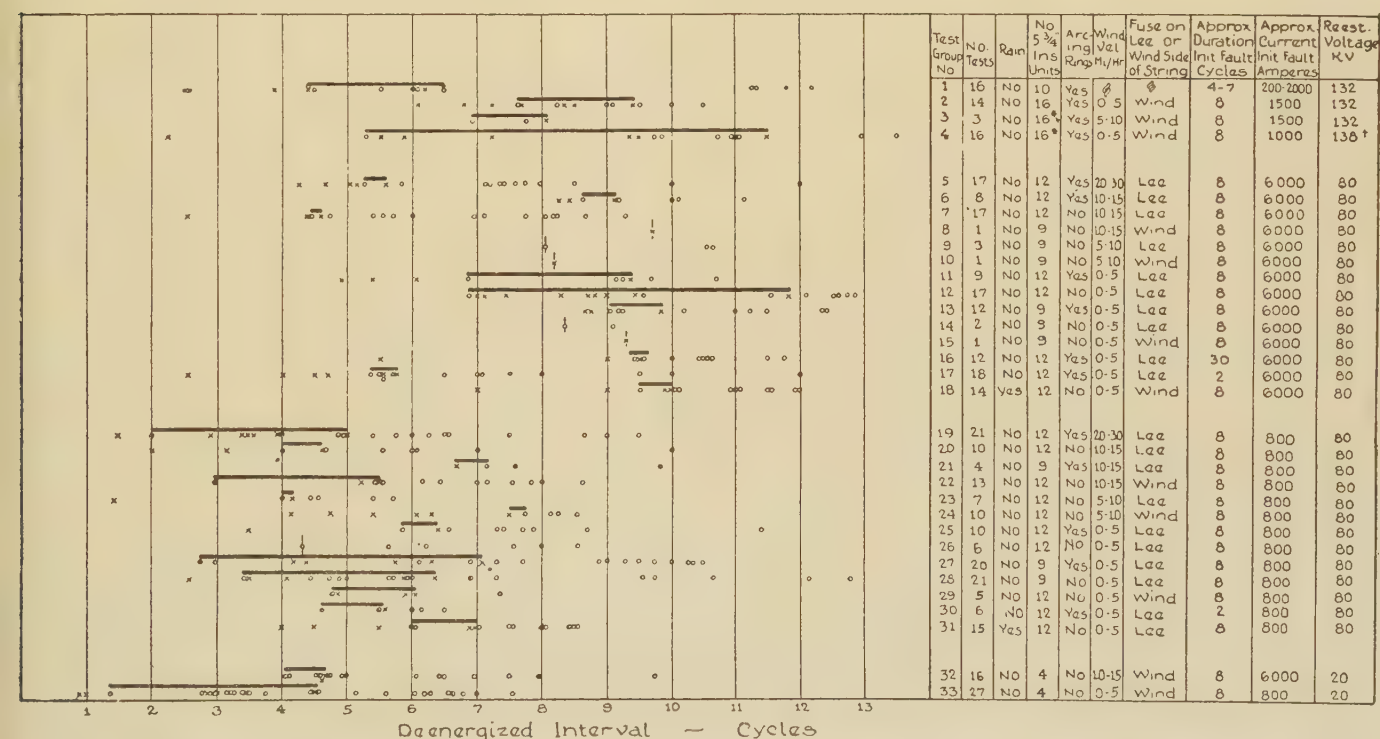 Test Group No | No. Tests | Rain | No 5 3/4" Ins Units | Arc-ing Rings | Wind Vel Mi/Hr | Fuse on Lee or Wind Side of String | Approx Duration Init Fault Cycles | Approx. Current Init Fault Amperes | Reest. Voltage KV
1 16 No 10 Yes ϕ ϕ 4-7 200-2000 132
2 14 No 16 Yes 0-5 Wind 8 1500 132
3 3 No 16* Yes 5-10 Wind 8 1500 132
4 16 No 16* Yes 0-5 Wind 8 1000 138†
5 17 No 12 Yes 20-30 Lee 8 6000 80
6 8 No 12 Yes 10-15 Lee 8 6000 80
7 17 No 12 No 10-15 Lee 8 6000 80
8 1 No 9 No 10-15 Wind 8 6000 80
9 3 No 9 No 5-10 Lee 8 6000 80
10 1 No 9 No 5-10 Wind 8 6000 80
11 9 No 12 Yes 0-5 Lee 8 6000 80
12 17 No 12 No 0-5 Lee 8 6000 80
13 12 No 9 Yes 0-5 Lee 8 6000 80
14 2 No 9 No 0-5 Lee 8 6000 80
15 1 No 9 No 0-5 Wind 8 6000 80
16 12 No 12 Yes 0-5 Lee 30 6000 80
17 18 No 12 Yes 0-5 Lee 2 6000 80
18 14 Yes 12 No 0-5 Wind 8 6000 80
19 21 No 12 Yes 20-30 Lee 8 800 80
20 10 No 12 No 10-15 Lee 8 800 80
21 4 No 9 Yes 10-15 Lee 8 800 80
22 13 No 12 No 10-15 Wind 8 800 80
23 7 No 12 No 5-10 Lee 8 800 80
24 10 No 12 No 5-10 Wind 8 800 80
25 10 No 12 Yes 0-5 Lee 8 800 80
26 6 No 12 No 0-5 Lee 8 800 80
27 20 No 9 Yes 0-5 Lee 8 800 80
28 21 No 9 No 0-5 Lee 8 800 80
29 5 No 12 No 0-5 Wind 8 800 80
30 6 No 12 Yes 0-5 Lee 2 800 80
31 15 Yes 12 No 0-5 Lee 8 800 80
32 16 No 4 No 10-15 Wind 8 6000 20
33 27 No 4 No 0-5 Wind 8 800 20
1 2 3 4 5 6 7 8 9 10 11 12 13
Deenergized Interval ~ Cycles